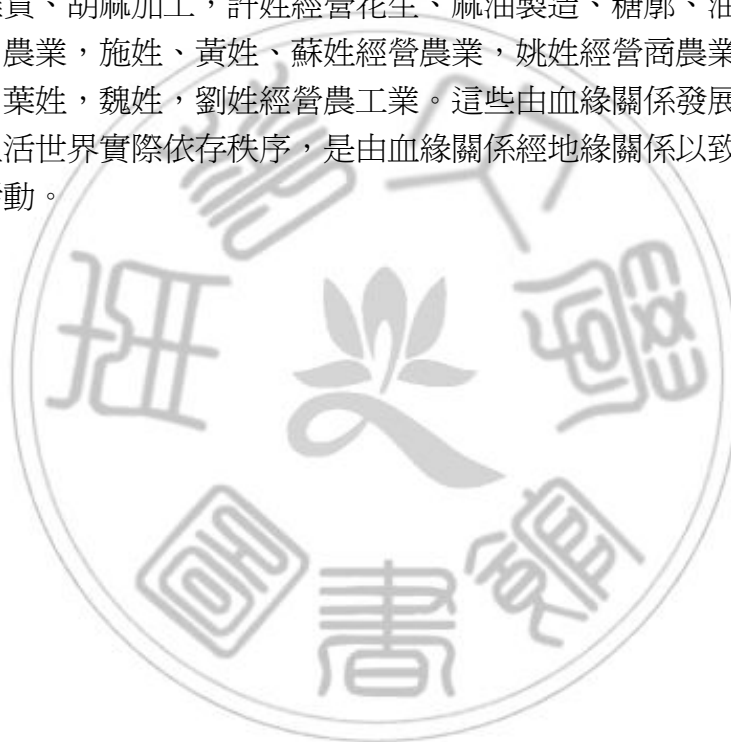 、胡麻加工，許姓經營花生、麻油製造、糖廓、油
農業，施姓、黃姓、蘇姓經營農業，姚姓經營商農業
葉姓，魏姓，劉姓經營農工業。這些由血緣關係發展
活世界實際依存秩序，是由血緣關係經地緣關係以致
動。
圖書館